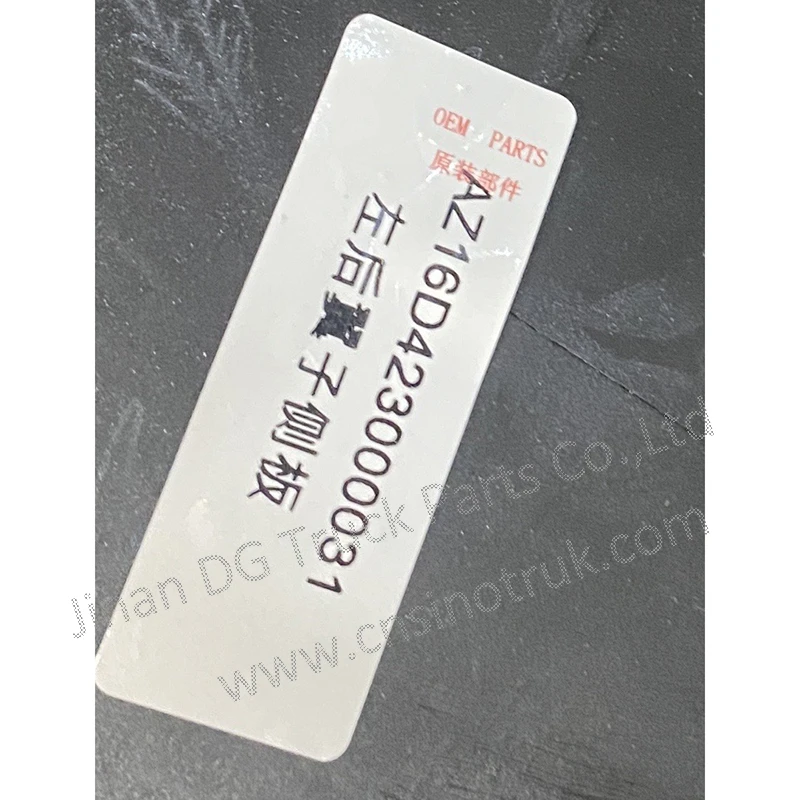 OEM PARTS
原装部件
AZ16D423000031
左后翼子侧板
Jinan DG Truck Parts Co.,Ltd
www.cnsinotruk.com